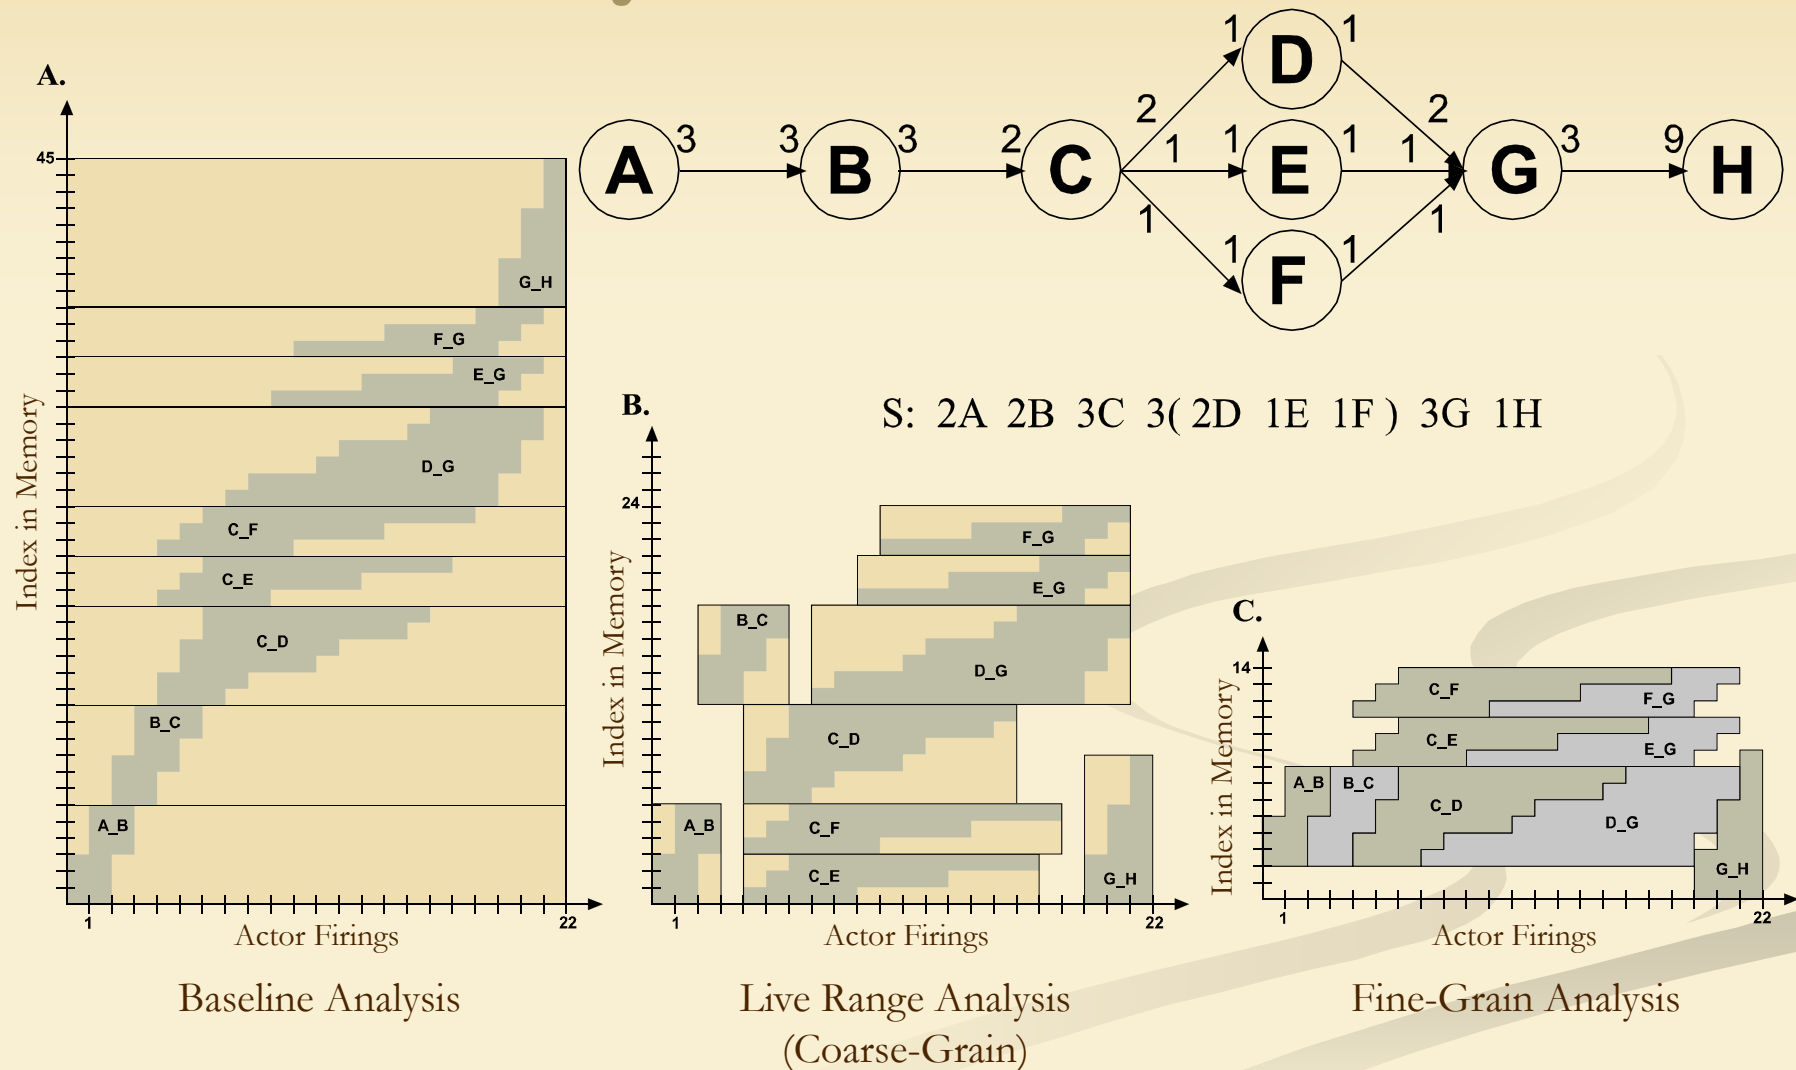 A.
45
G_H
F_G
E_G
D_G
C_F
C_E
C_D
B_C
A_B
1
22
Index in Memory
Actor Firings
Baseline Analysis
A 3 3 B 3 2 C
2 1 D 1 2
1 1 E 1 1
1 1 F 1 1
G 3 9 H
S: 2A 2B 3C 3( 2D 1E 1F ) 3G 1H
B.
24
F_G
E_G
B_C
D_G
C_D
A_B
C_F
C_E
G_H
1
22
Index in Memory
Actor Firings
Live Range Analysis
(Coarse-Grain)
C.
14
C_F
F_G
C_E
E_G
A_B
B_C
C_D
D_G
G_H
1
22
Index in Memory
Actor Firings
Fine-Grain Analysis